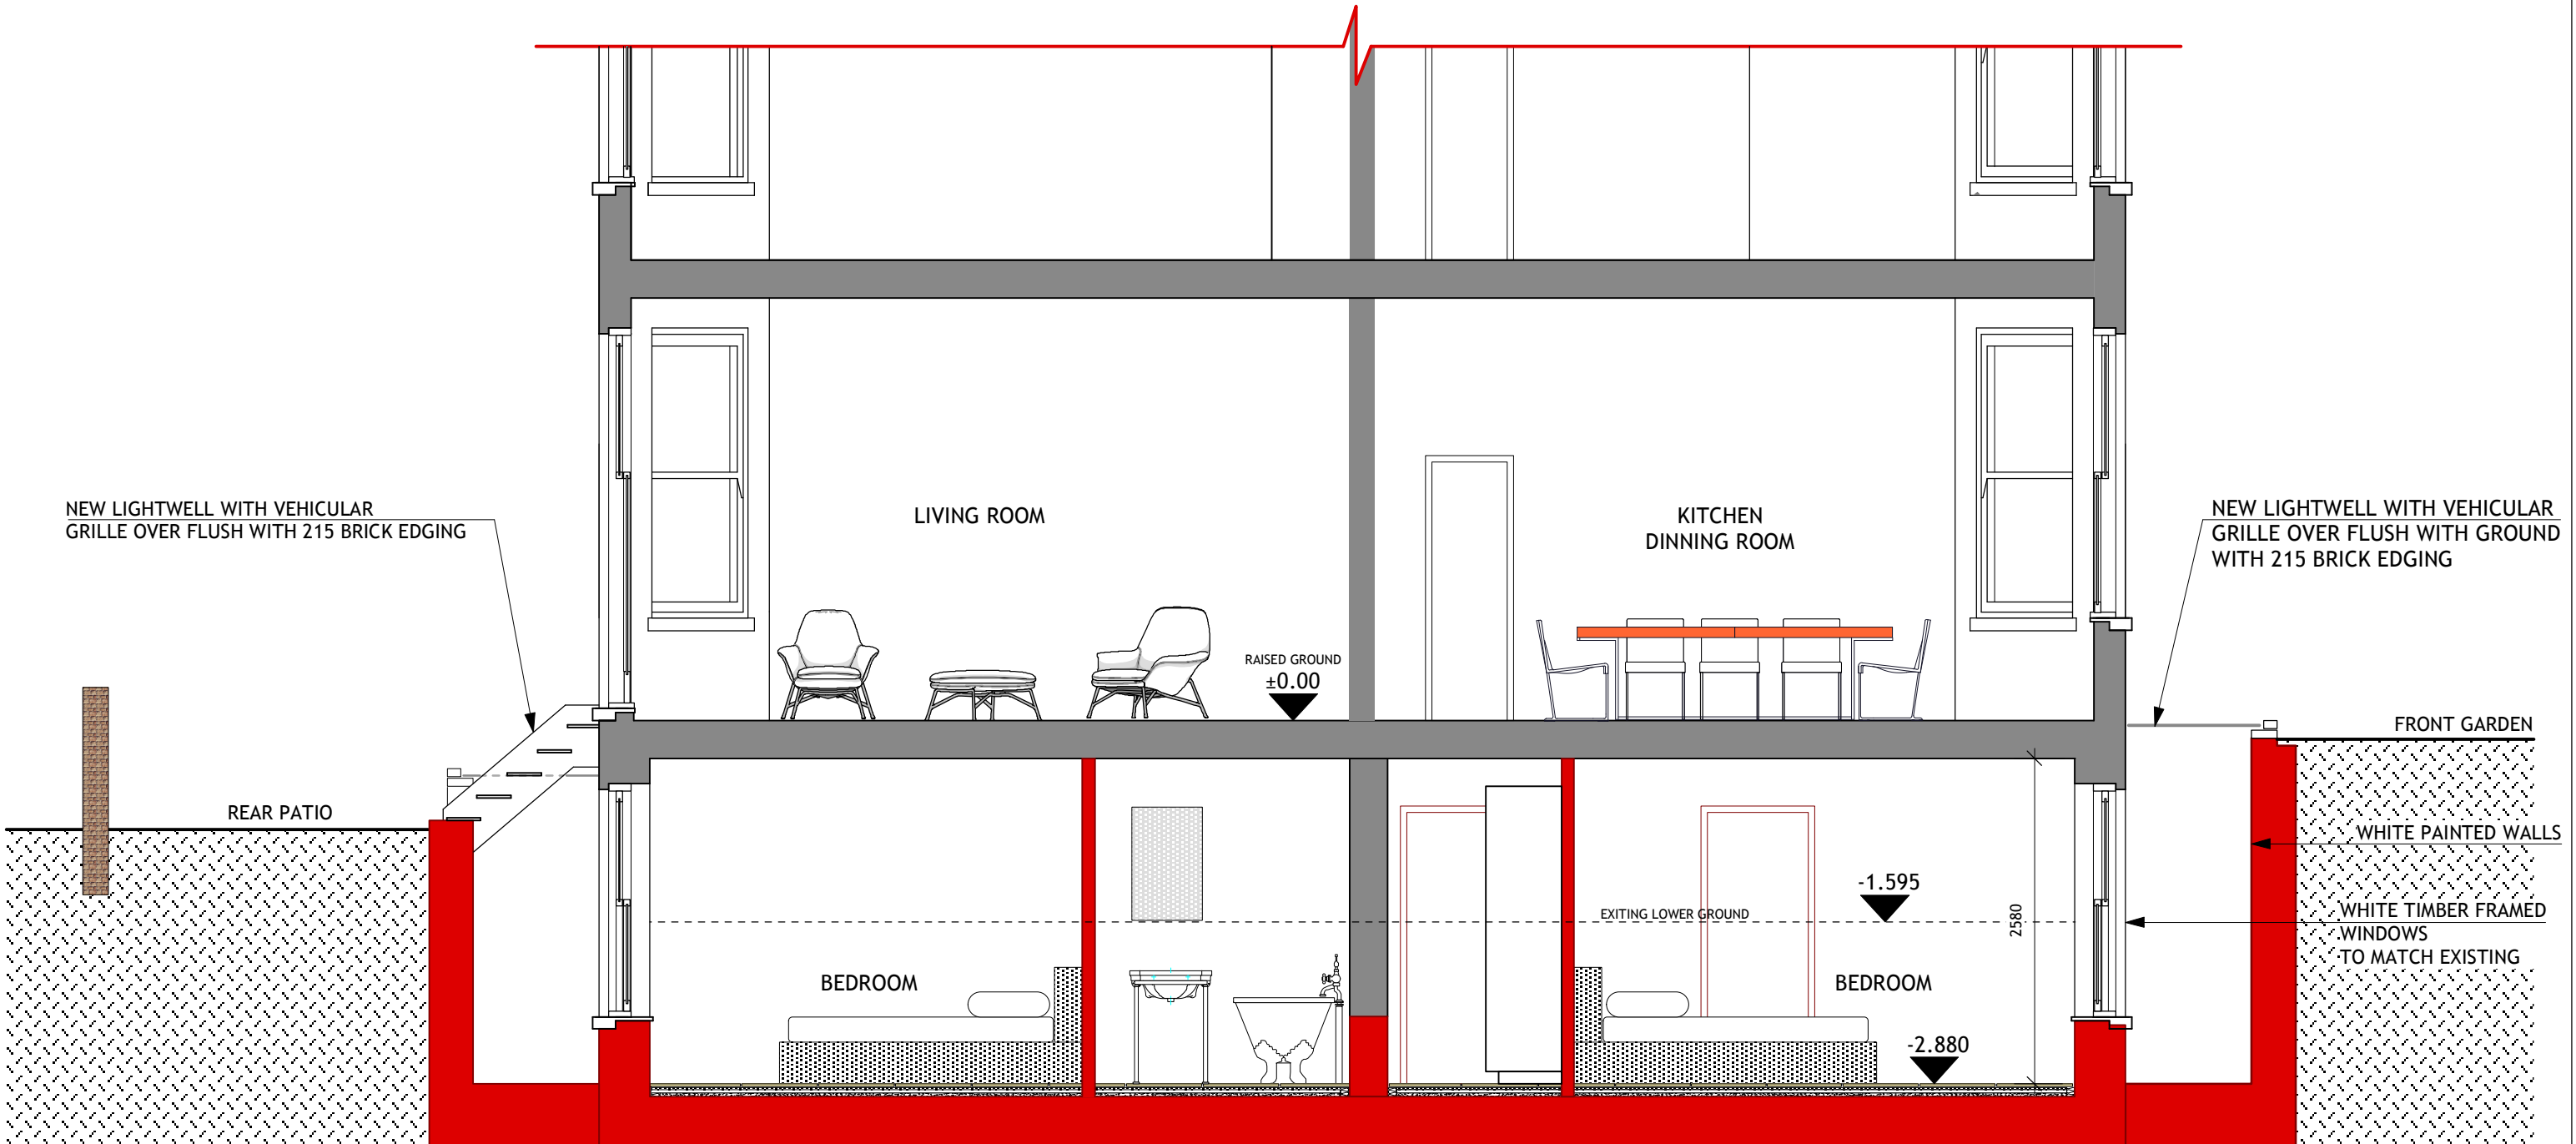 NEW LIGHTWELL WITH VEHICULAR
GRILLE OVER FLUSH WITH 215 BRICK EDGING
LIVING ROOM
KITCHEN
DINNING ROOM
NEW LIGHTWELL WITH VEHICULAR
GRILLE OVER FLUSH WITH GROUND
WITH 215 BRICK EDGING
RAISED GROUND
±0.00
FRONT GARDEN
REAR PATIO
WHITE PAINTED WALLS
-1.595
EXITING LOWER GROUND
2580
WHITE TIMBER FRAMED
WINDOWS
TO MATCH EXISTING
BEDROOM
BEDROOM
-2.880